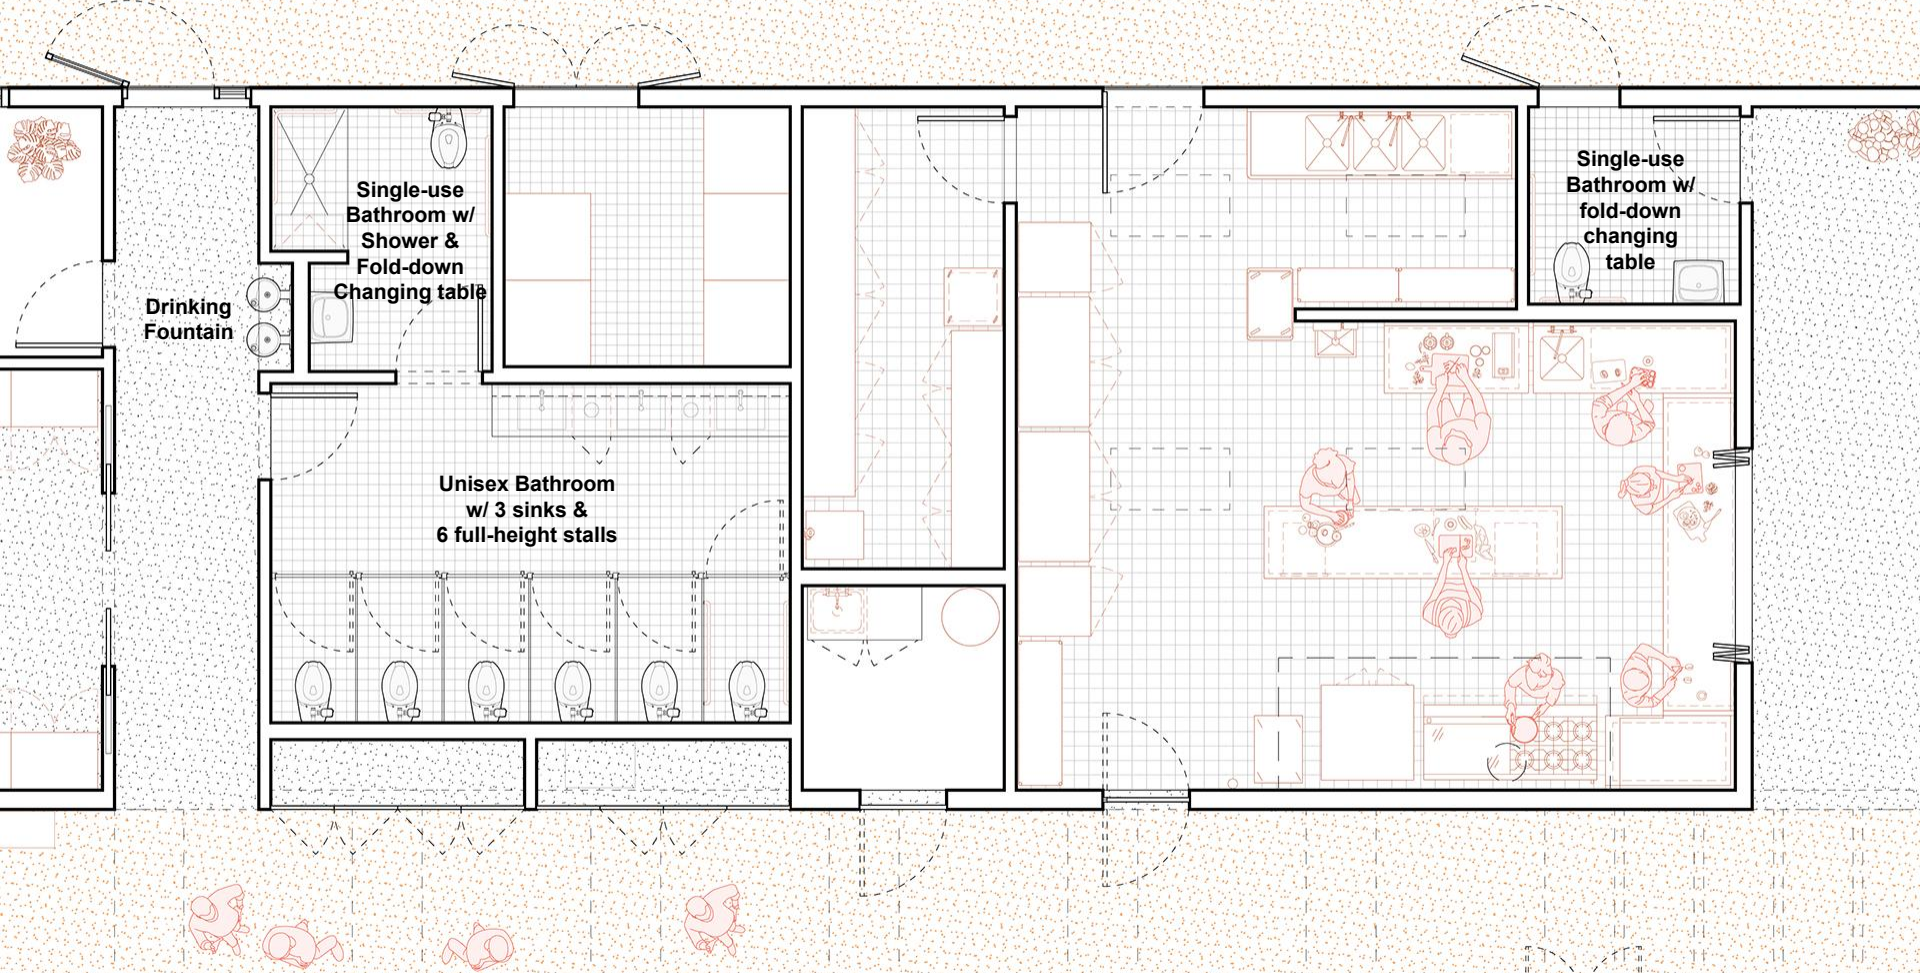 Single-use
Bathroom w/
Shower &
Fold-down
Changing table
Drinking
Fountain
Unisex Bathroom
w/ 3 sinks &
6 full-height stalls
Single-use
Bathroom w/
fold-down
changing
table